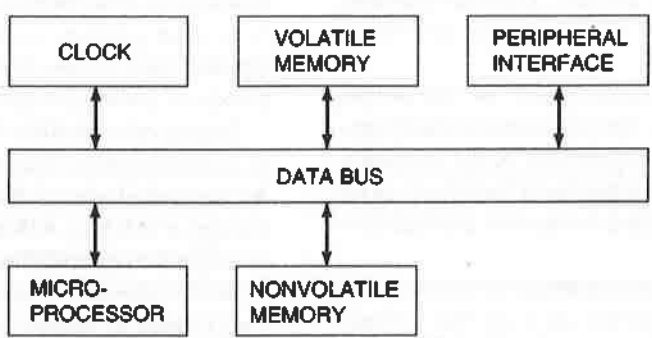 CLOCK
VOLATILE
MEMORY
PERIPHERAL
INTERFACE
DATA BUS
MICRO-
PROCESSOR
NONVOLATILE
MEMORY